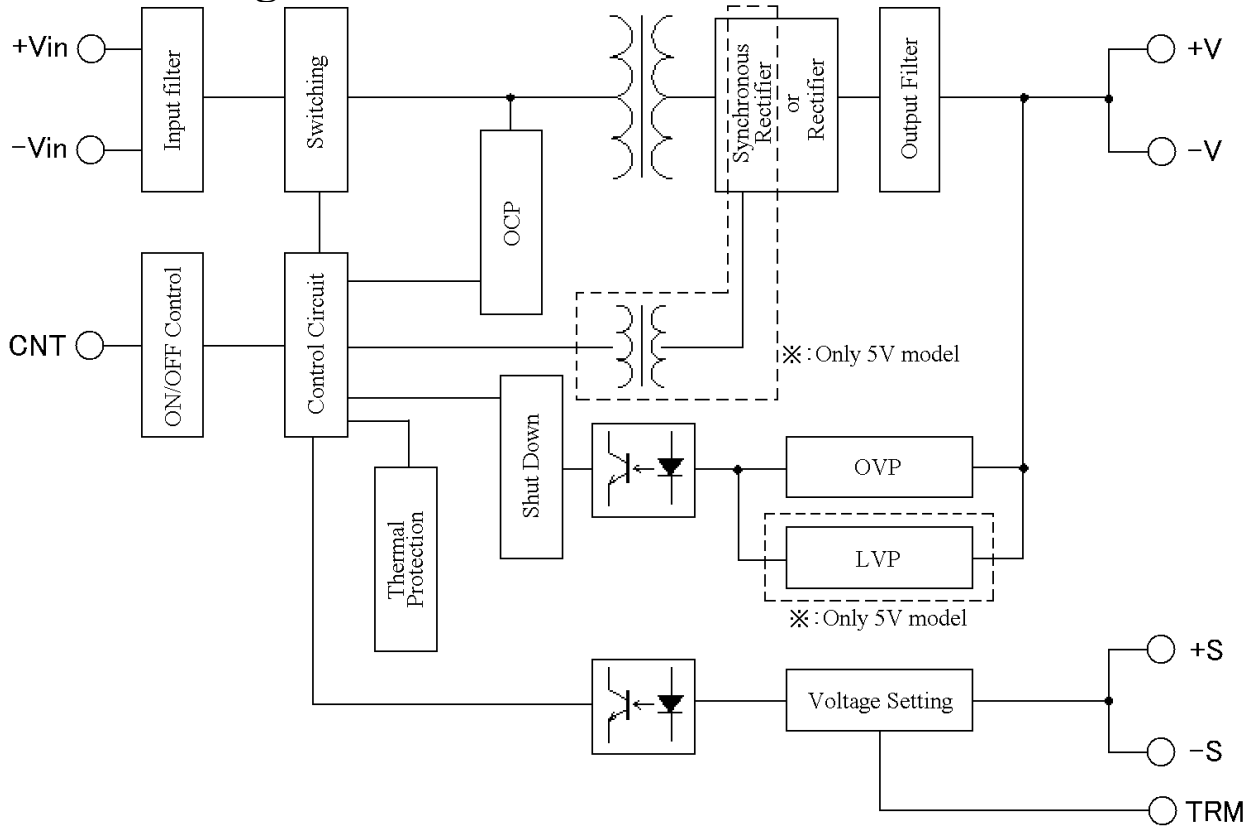 +Vin
-Vin
Input filter
Switching
OCP
Synchronous
Rectifier
or
Rectifier
Output Filter
+V
-V
CNT
ON/OFF Control
Control Circuit
※:Only 5V model
Thermal
Protection
Shut Down
OVP
LVP
※:Only 5V model
Voltage Setting
+S
-S
TRM